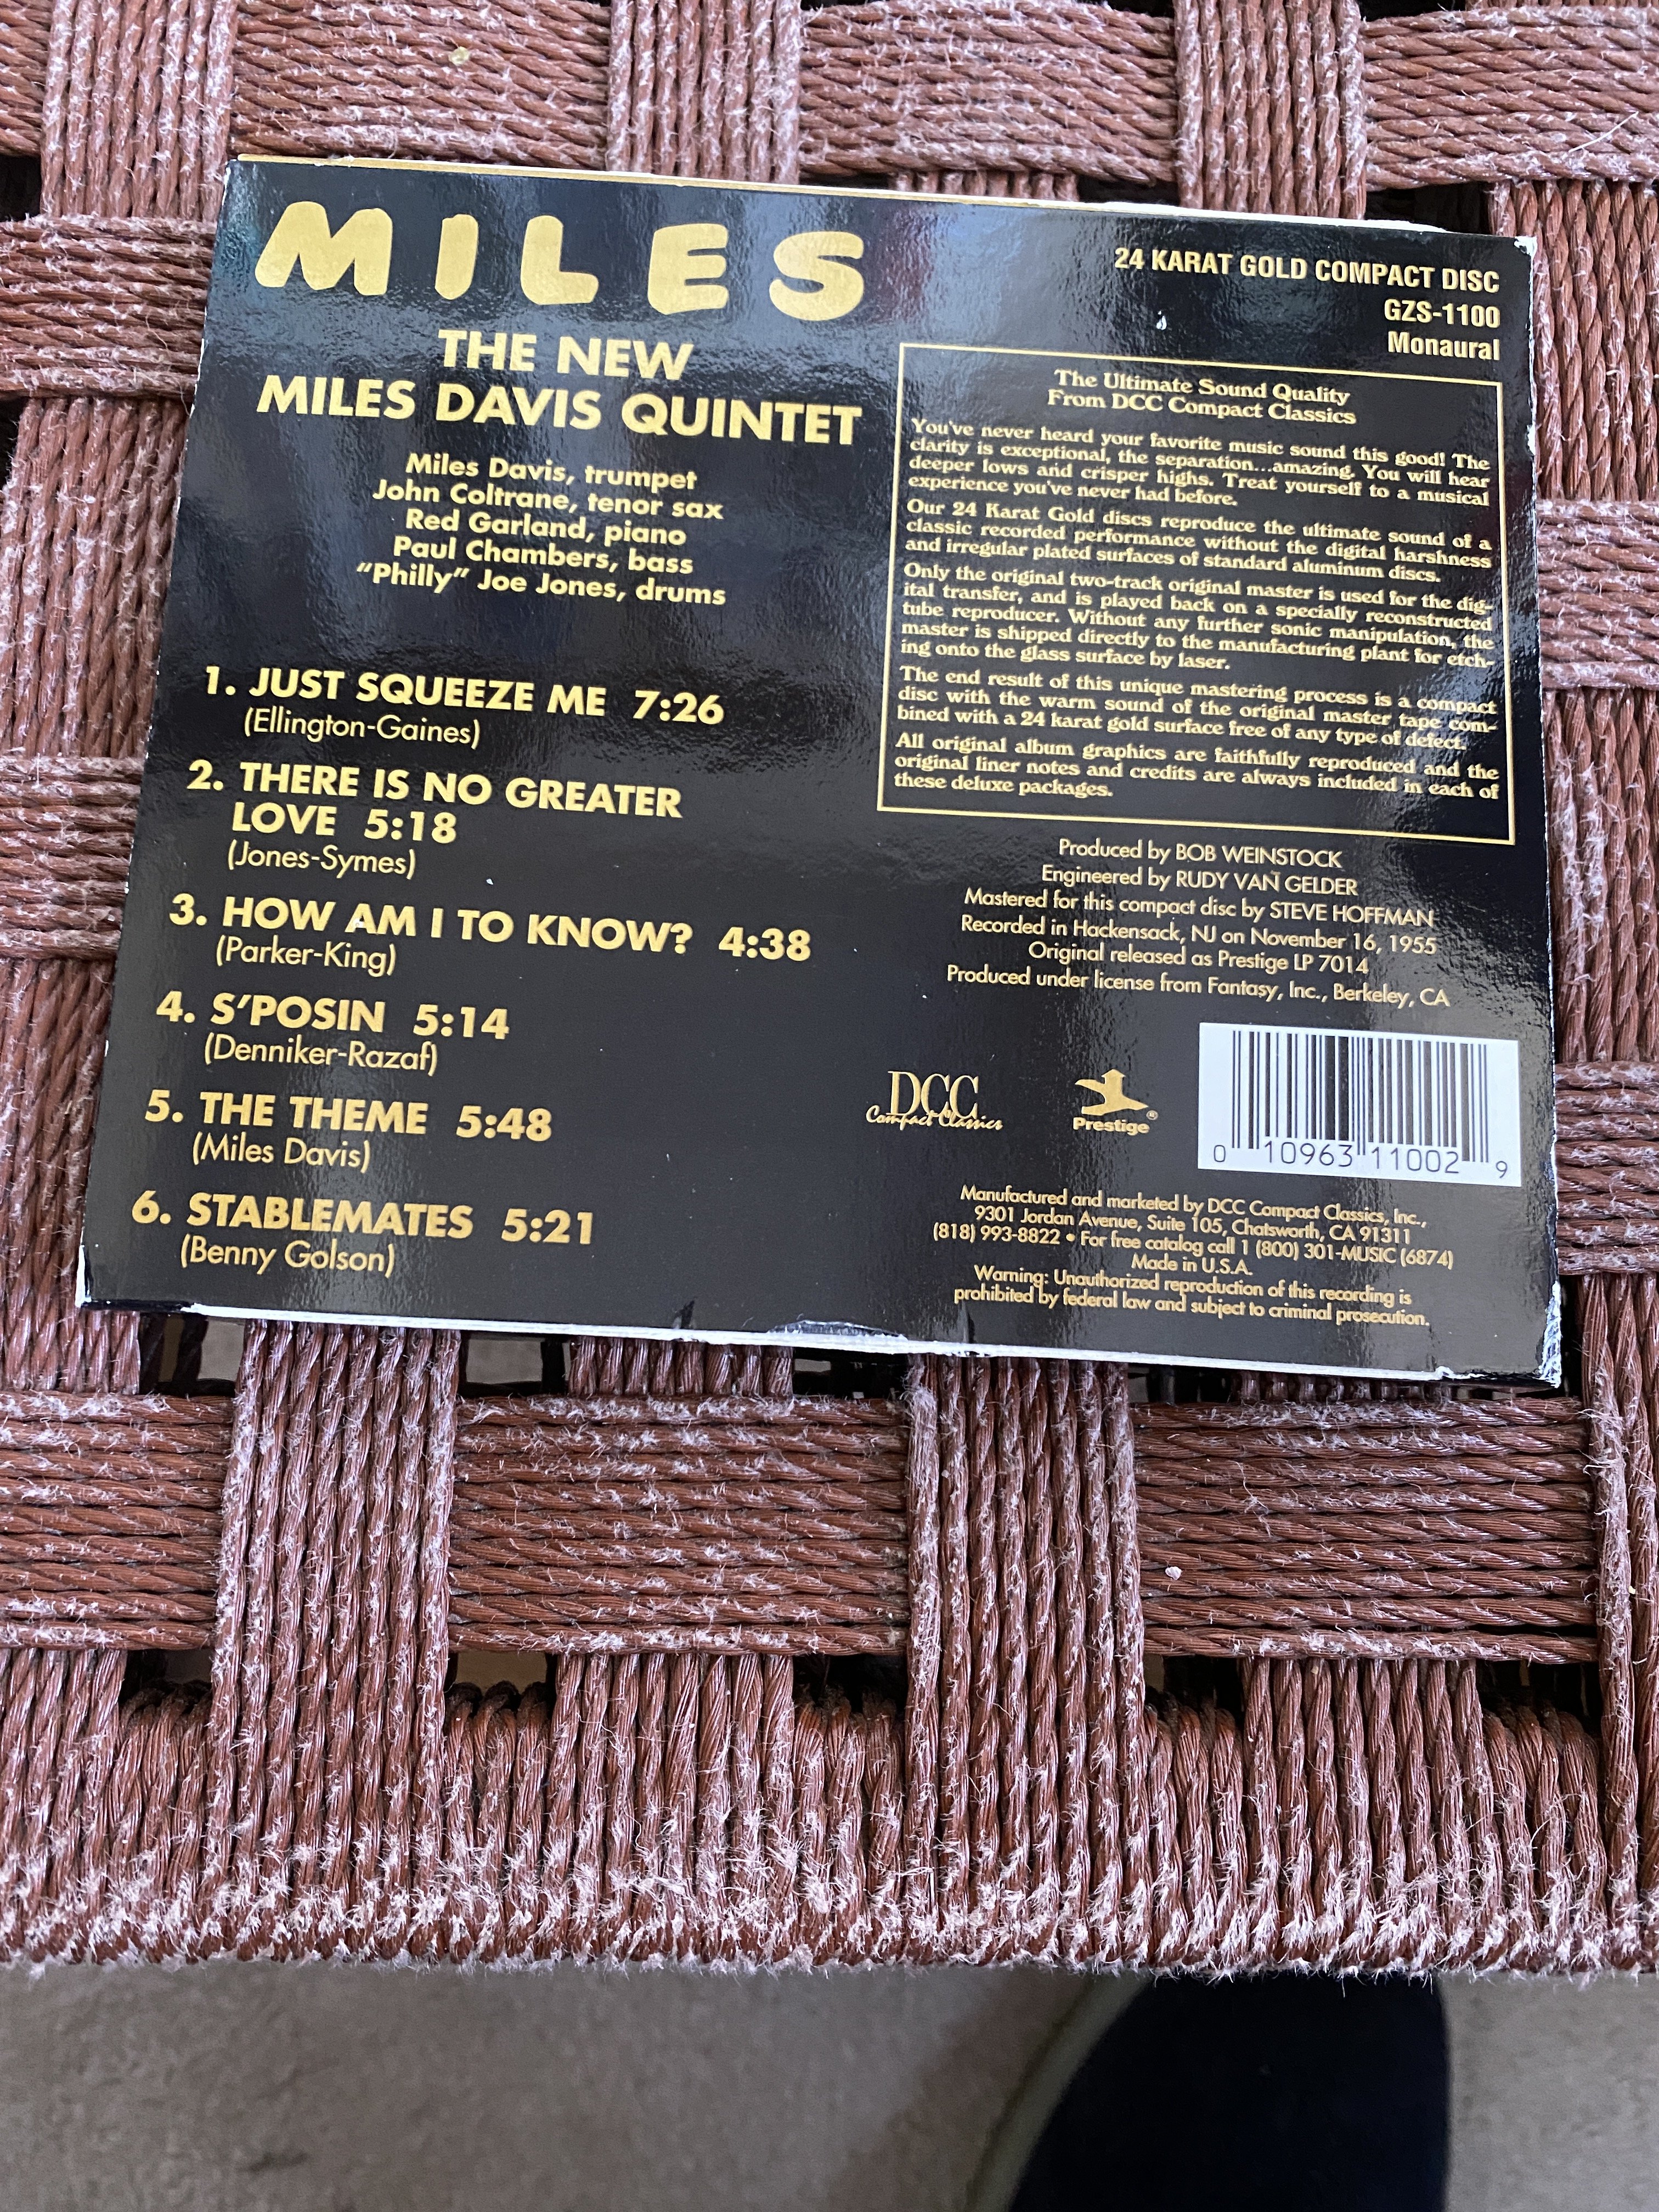 MILES
THE NEW
MILES DAVIS QUINTET
Miles Davis, trumpet
John Coltrane, tenor sax
Red Garland, piano
Paul Chambers, bass
“Philly” Joe Jones, drums
1. JUST SQUEEZE ME 7:26
(Ellington-Gaines)
2. THERE IS NO GREATER
LOVE 5:18
(Jones-Symes)
3. HOW AM I TO KNOW? 4:38
(Parker-King)
4. S’POSIN 5:14
(Denniker-Razaf)
5. THE THEME 5:48
(Miles Davis)
6. STABLEMATES 5:21
(Benny Golson)
24 KARAT GOLD COMPACT DISC
GZS-1100
Monaural
The Ultimate Sound Quality
From DCC Compact Classics
You've never heard your favorite music sound this good! The
clarity is exceptional, the separation...amazing. You will hear
deeper lows and crisper highs. Treat yourself to a musical
experience you've never had before.
Our 24 Karat Gold discs reproduce the ultimate sound of a
classic recorded performance without the digital harshness
and irregular plated surfaces of standard aluminum discs.
Only the original two-track original master is used for the dig-
ital transfer, and is played back on a specially reconstructed
tube reproducer. Without any further sonic manipulation, the
master is shipped directly to the manufacturing plant for etch-
ing onto the glass surface by laser.
The end result of this unique mastering process is a compact
disc with the warm sound of the original master tape com-
bined with a 24 karat gold surface free of any type of defect.
All original album graphics are faithfully reproduced and the
original liner notes and credits are always included in each of
these deluxe packages.
Produced by BOB WEINSTOCK
Engineered by RUDY VAN GELDER
Mastered for this compact disc by STEVE HOFFMAN
Recorded in Hackensack, NJ on November 16, 1955
Original released as Prestige LP 7014
Produced under license from Fantasy, Inc., Berkeley, CA
DCC
Compact Classics
Prestige®
0 10963 11002 9
Manufactured and marketed by DCC Compact Classics, Inc.,
9301 Jordan Avenue, Suite 105, Chatsworth, CA 91311
(818) 993-8822 • For free catalog call 1 (800) 301-MUSIC (6874)
Made in U.S.A.
Warning: Unauthorized reproduction of this recording is
prohibited by federal law and subject to criminal prosecution.